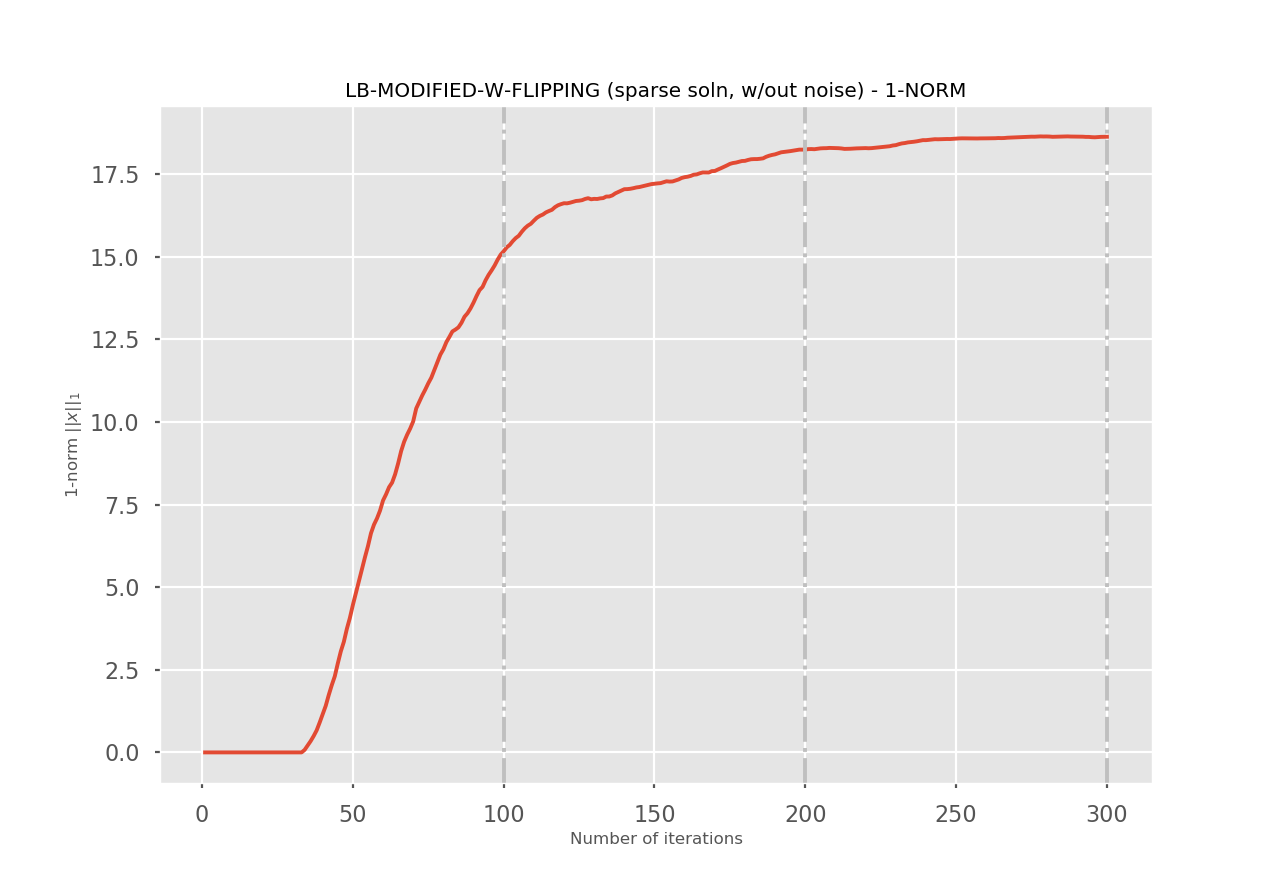 LB-MODIFIED-W-FLIPPING (sparse soln, w/out noise) - 1-NORM
17.5
15.0
12.5
10.0
7.5
5.0
2.5
0.0
1-norm ||x||₁
0 50 100 150 200 250 300
Number of iterations